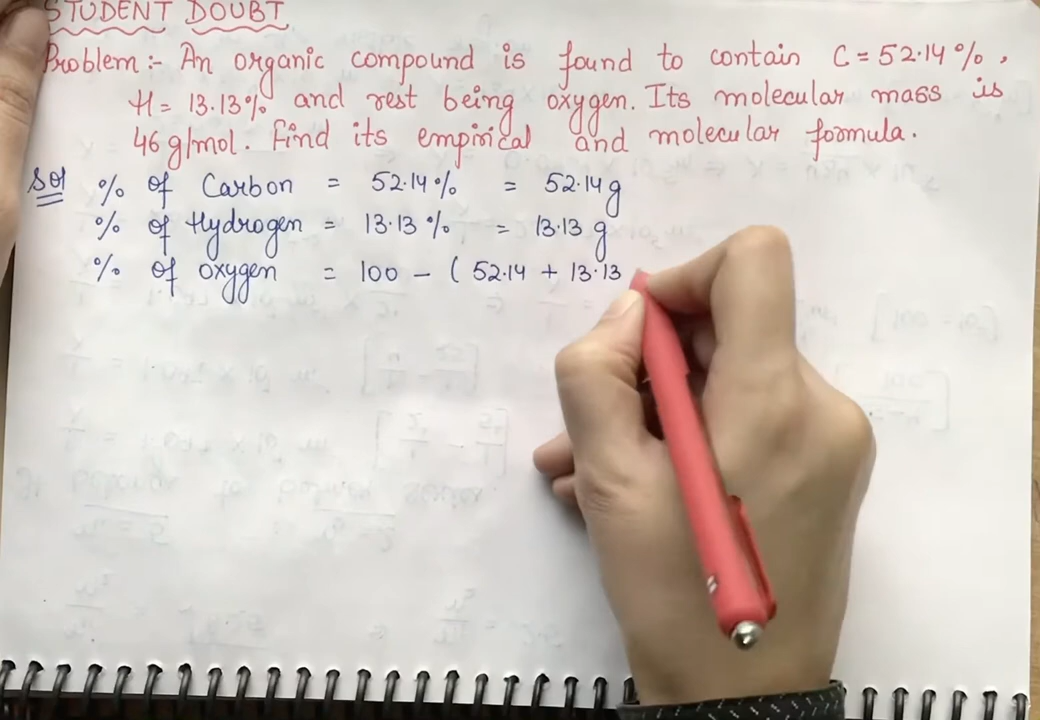 STUDENT DOUBT
Problem:- An organic compound is found to contain C = 52.14%,
H = 13.13% and rest being oxygen. Its molecular mass is
46 g/mol. Find its empirical and molecular formula.
Sol % of Carbon = 52.14% = 52.14g
% of Hydrogen = 13.13% = 13.13 g
% of oxygen = 100 - ( 52.14 + 13.13